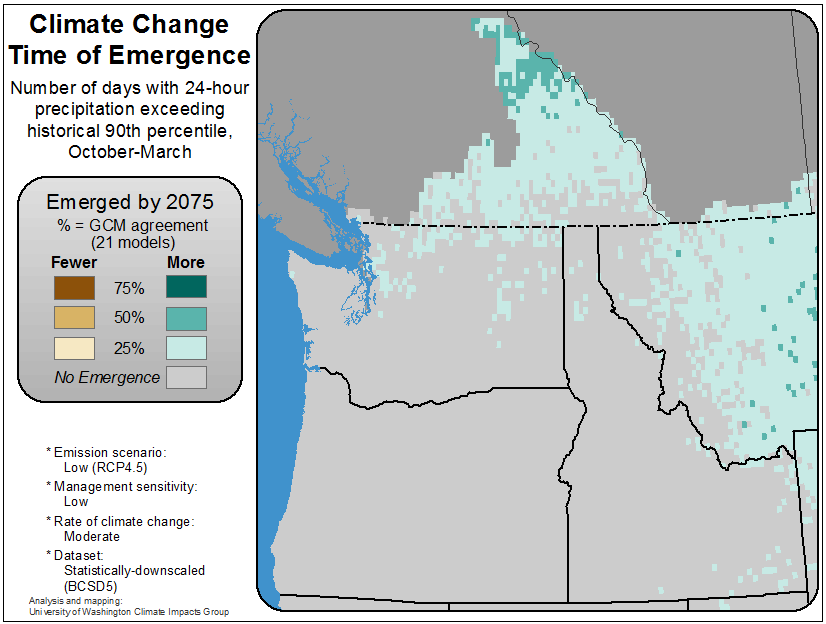 Climate Change
Time of Emergence
Number of days with 24-hour
precipitation exceeding
historical 90th percentile,
October-March
Emerged by 2075
% = GCM agreement
(21 models)
Fewer More
75%
50%
25%
No Emergence
* Emission scenario:
Low (RCP4.5)
* Management sensitivity:
Low
* Rate of climate change:
Moderate
* Dataset:
Statistically-downscaled
(BCSD5)
Analysis and mapping:
University of Washington Climate Impacts Group